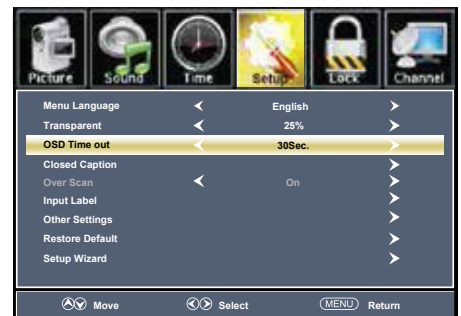 Picture Sound Time Setup Lock Channel
Menu Language English
Transparent 25%
OSD Time out 30Sec.
Closed Caption
Over Scan On
Input Label
Other Settings
Restore Default
Setup Wizard
Move Select MENU Return